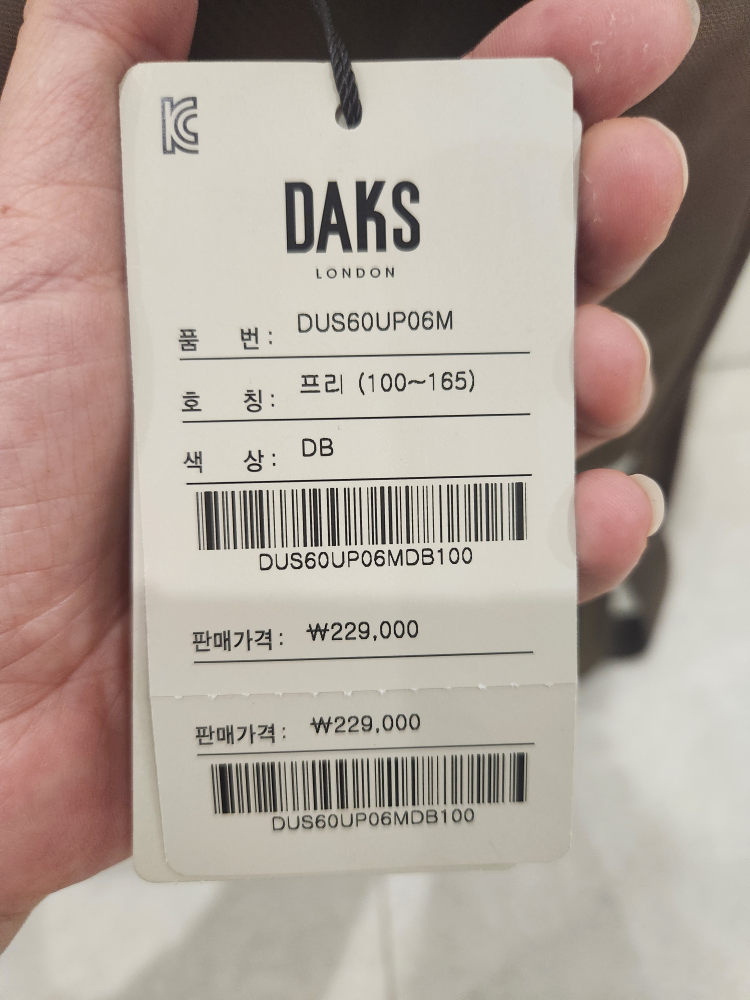 KC
DAKS
LONDON
품 번: DUS60UP06M
호 칭: 프리 (100~165)
색 상: DB
DUS60UP06MDB100
판매가격: ₩229,000
판매가격: ₩229,000
DUS60UP06MDB100